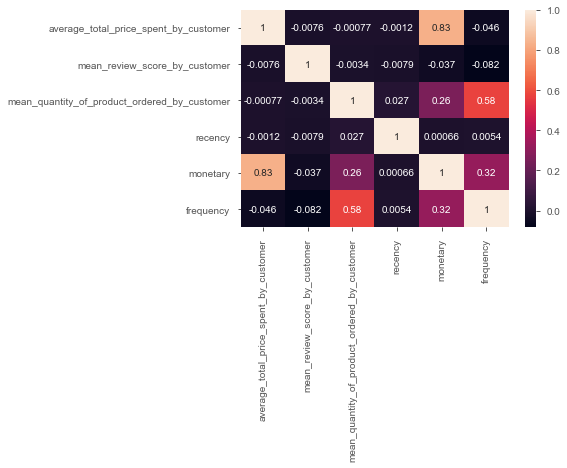 average_total_price_spent_by_customer 1 -0.0076 -0.00077 -0.0012 0.83 -0.046
mean_review_score_by_customer -0.0076 1 -0.0034 -0.0079 -0.037 -0.082
mean_quantity_of_product_ordered_by_customer -0.00077 -0.0034 1 0.027 0.26 0.58
recency -0.0012 -0.0079 0.027 1 0.00066 0.0054
monetary 0.83 -0.037 0.26 0.00066 1 0.32
frequency -0.046 -0.082 0.58 0.0054 0.32 1
average_total_price_spent_by_customer
mean_review_score_by_customer
mean_quantity_of_product_ordered_by_customer
recency
monetary
frequency
1.0
0.8
0.6
0.4
0.2
0.0